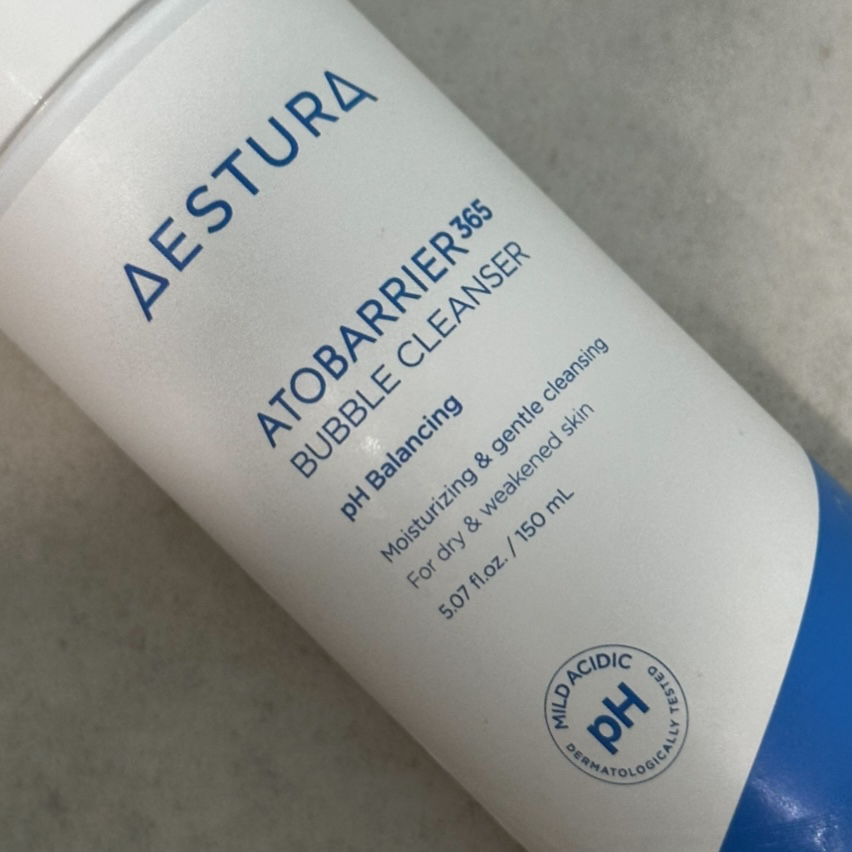 AESTURA
ATOBARRIER365
BUBBLE CLEANSER
pH Balancing
Moisturizing & gentle cleansing
For dry & weakened skin
5.07 fl.oz. / 150 mL
MILD ACIDIC
pH
DERMATOLOGICALLY TESTED